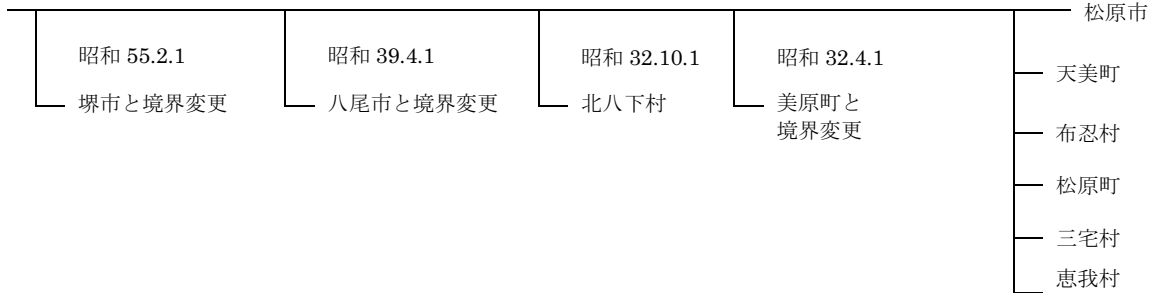 松原市
昭和 55.2.1
堺市と境界変更
昭和 39.4.1
八尾市と境界変更
昭和 32.10.1
北八下村
昭和 32.4.1
美原町と
境界変更
天美町
布忍村
松原町
三宅村
恵我村